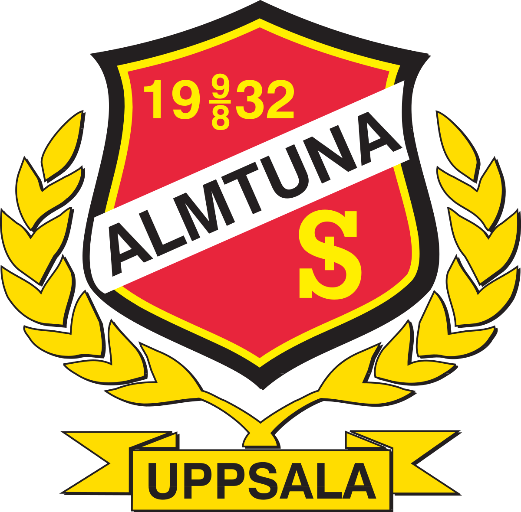 19 9/8 32
ALMTUNA
IS
UPPSALA